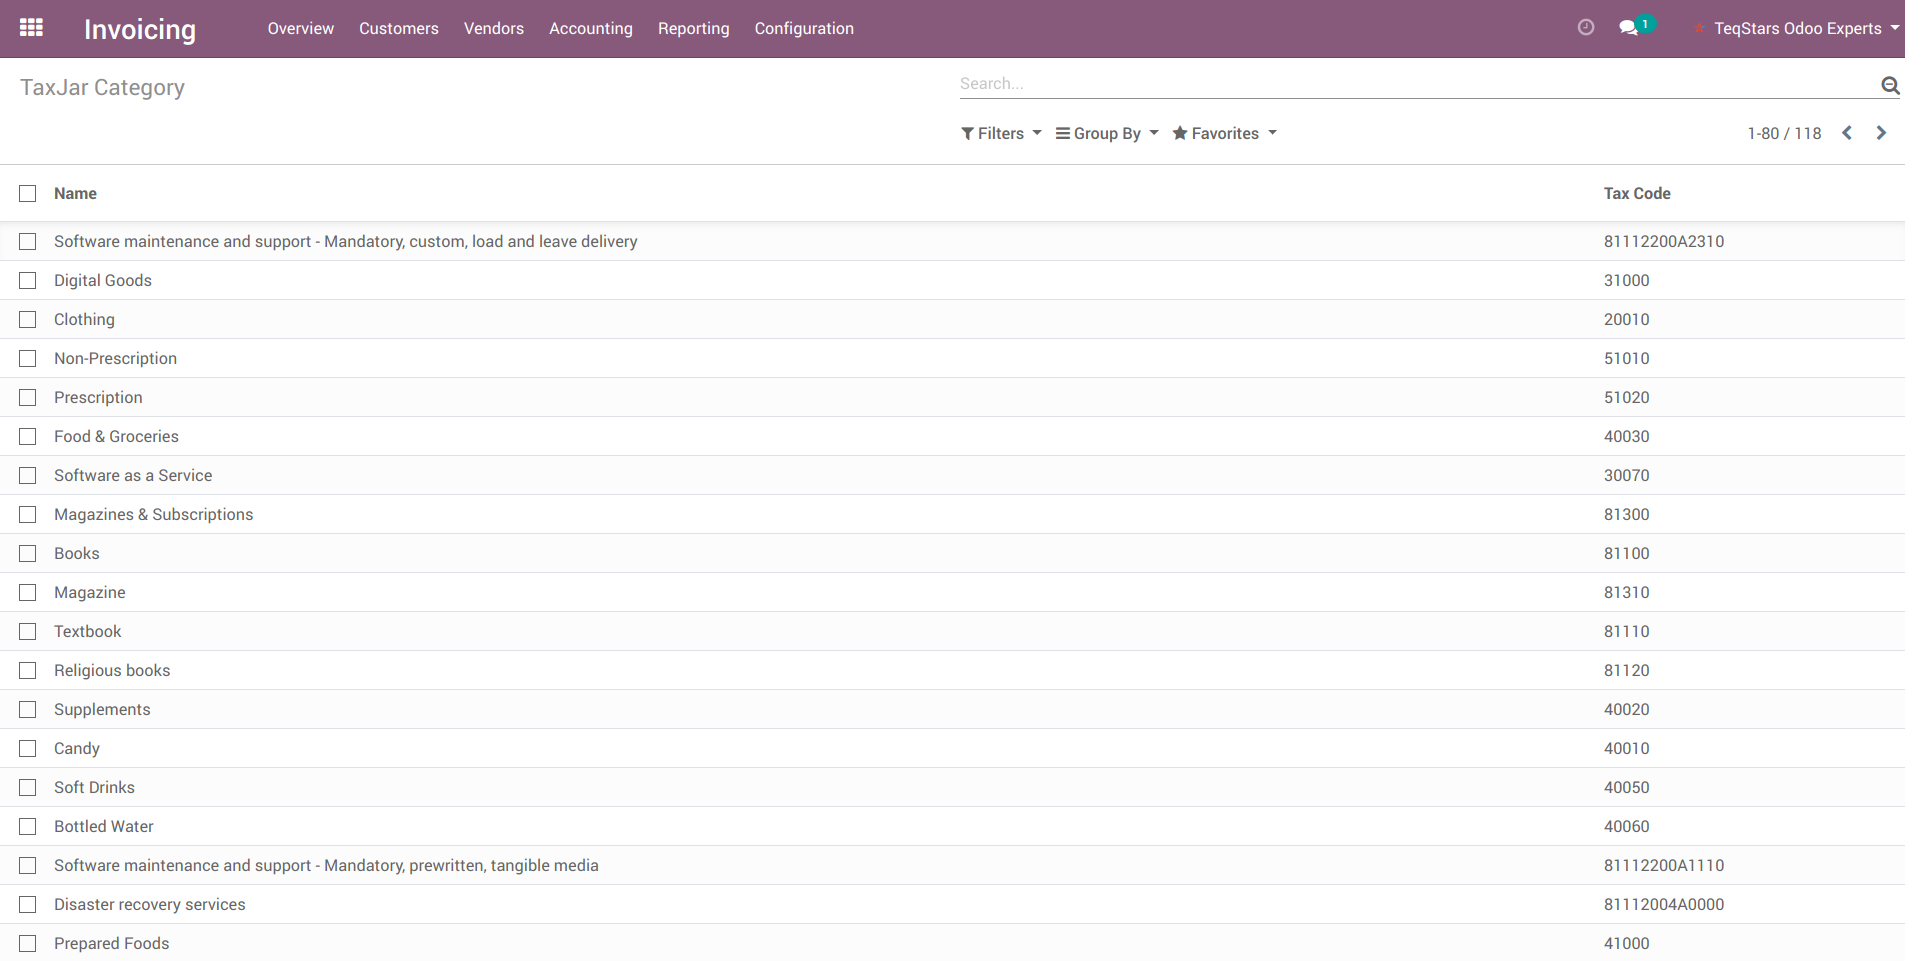 Invoicing Overview Customers Vendors Accounting Reporting Configuration 1 TeqStars Odoo Experts
TaxJar Category Search...
Filters Group By Favorites 1-80 / 118
Name Tax Code
Software maintenance and support - Mandatory, custom, load and leave delivery 81112200A2310
Digital Goods 31000
Clothing 20010
Non-Prescription 51010
Prescription 51020
Food & Groceries 40030
Software as a Service 30070
Magazines & Subscriptions 81300
Books 81100
Magazine 81310
Textbook 81110
Religious books 81120
Supplements 40020
Candy 40010
Soft Drinks 40050
Bottled Water 40060
Software maintenance and support - Mandatory, prewritten, tangible media 81112200A1110
Disaster recovery services 81112004A0000
Prepared Foods 41000